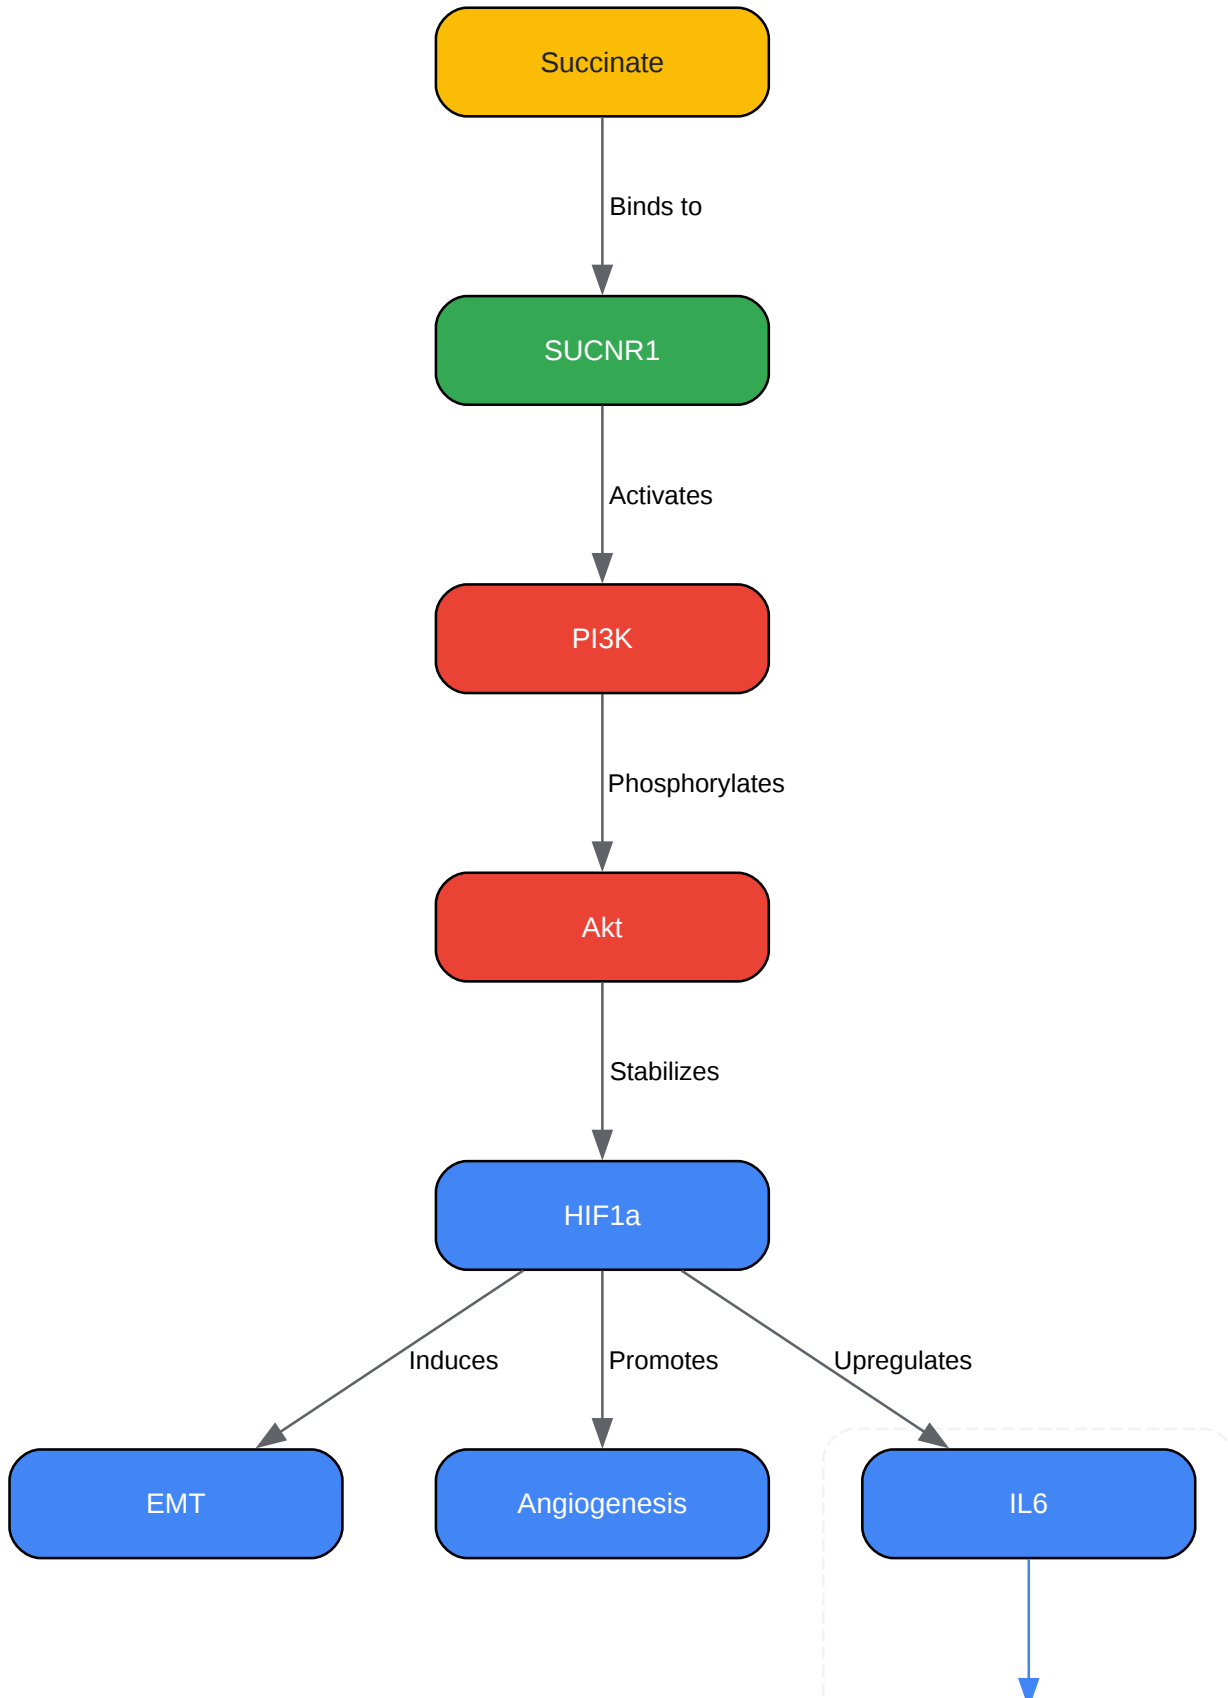 Succinate
Binds to
SUCNR1
Activates
PI3K
Phosphorylates
Akt
Stabilizes
HIF1a
Induces
Promotes
Upregulates
EMT
Angiogenesis
IL6